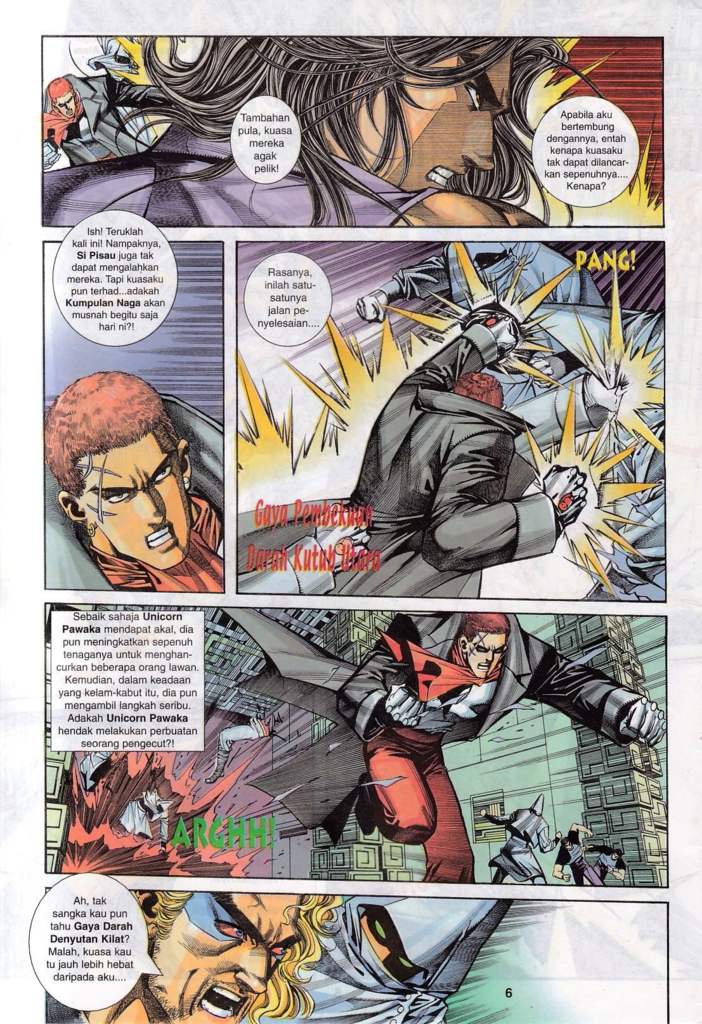 Tambahan
pula, kuasa
mereka
agak
pelik!
Apabila aku
bertembung
dengannya, entah
kenapa kuasaku
tak dapat dilancar-
kan sepenuhnya....
Kenapa?
Ish! Teruklah
kali ini! Nampaknya,
Si Pisau juga tak
dapat mengalahkan
mereka. Tapi kuasaku
pun terhad...adakah
Kumpulan Naga akan
musnah begitu saja
hari ni?!
Rasanya,
inilah satu-
satunya
jalan pe-
nyelesaian....
PANG!
Gaya Pembekuan
Darah Kutub Utara
Sebaik sahaja Unicorn
Pawaka mendapat akal, dia
pun meningkatkan sepenuh
tenaganya untuk menghan-
curkan beberapa orang lawan.
Kemudian, dalam keadaan
yang kelam-kabut itu, dia pun
mengambil langkah seribu.
Adakah Unicorn Pawaka
hendak melakukan perbuatan
seorang pengecut?!
ARGHH!
Ah, tak
sangka kau pun
tahu Gaya Darah
Denyutan Kilat?
Malah, kuasa kau
tu jauh lebih hebat
daripada aku....
6